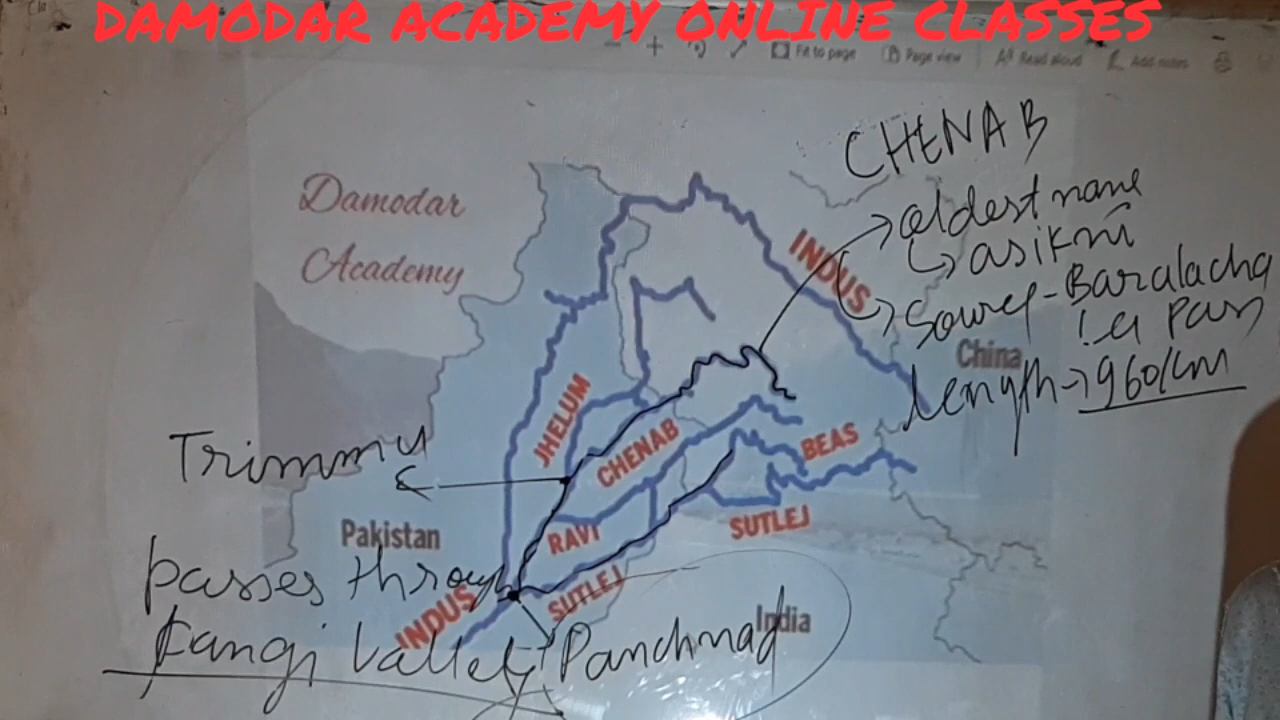 DAMODAR ACADEMY ONLINE CLASSES
Fit to page
Page view
Read aloud
Add notes
CHENAB
oldest name
asikni
Damodar
Academy
INDUS
Source - Baralacha
la Pass
China
length → 960 km
JHELUM
CHENAB
BEAS
Trimmu
Pakistan
RAVI
SUTLEJ
passes through
INDUS
SUTLEJ
India
Pangi Valley
Panchnad